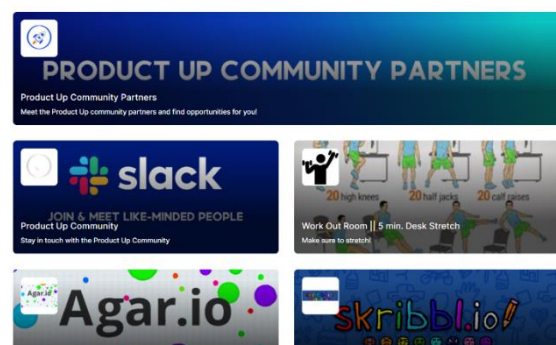 PRODUCT UP COMMUNITY PARTNERS
Product Up Community Partners
Meet the Product Up community partners and find opportunities for you!
slack
JOIN & MEET LIKE-MINDED PEOPLE
Product Up Community
Stay in touch with the Product Up Community
20 high knees 20 half jacks 20 calf raises
Work Out Room || 5 min. Desk Stretch
Make sure to stretch!
Agar.io
Agar.io
skribbl.io!